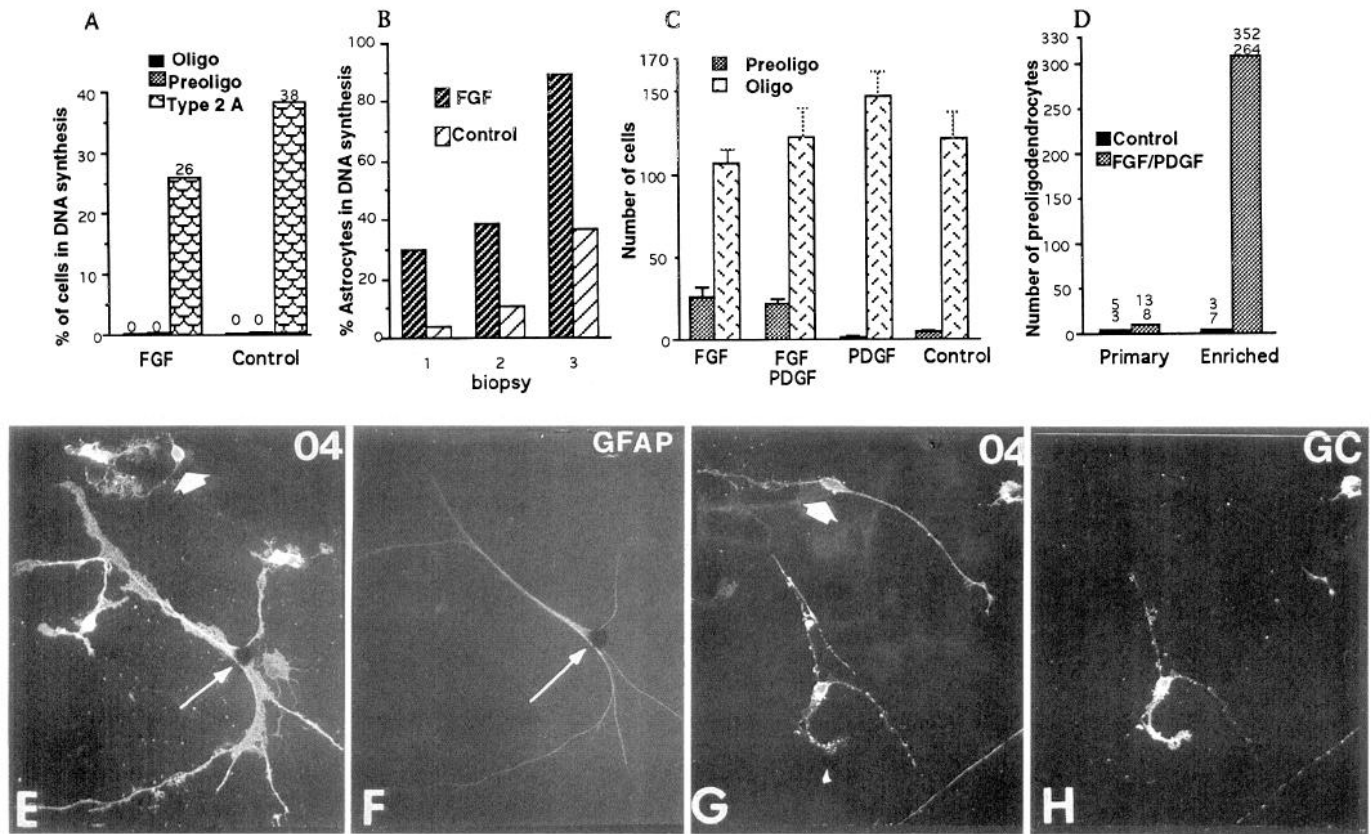 A
Oligo
Preoligo
Type 2 A
% of cells in DNA synthesis
40
30
20
10
0
0
0
26
0
0
38
FGF
Control
B
FGF
Control
% Astrocytes in DNA synthesis
100
80
60
40
20
0
1
2
3
biopsy
C
Preoligo
Oligo
Number of cells
170
150
100
50
0
FGF
FGF
PDGF
PDGF
Control
D
Control
FGF/PDGF
Number of preoligodendrocytes
330
300
250
200
150
100
50
0
5
3
13
8
3
7
352
264
Primary
Enriched
O4
E
GFAP
F
O4
G
GC
H